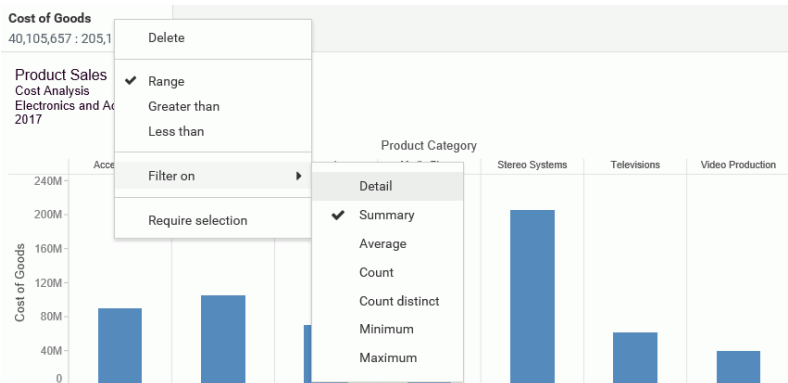 Cost of Goods
40,105,657 : 205,1
Delete
Product Sales
Cost Analysis
Electronics and Ac
2017
Range
Greater than
Less than
Product Category
Acce
Stereo Systems
Televisions
Video Production
Filter on
Require selection
Detail
Summary
Average
Count
Count distinct
Minimum
Maximum
Cost of Goods
240M
200M
160M
120M
80M
40M
0